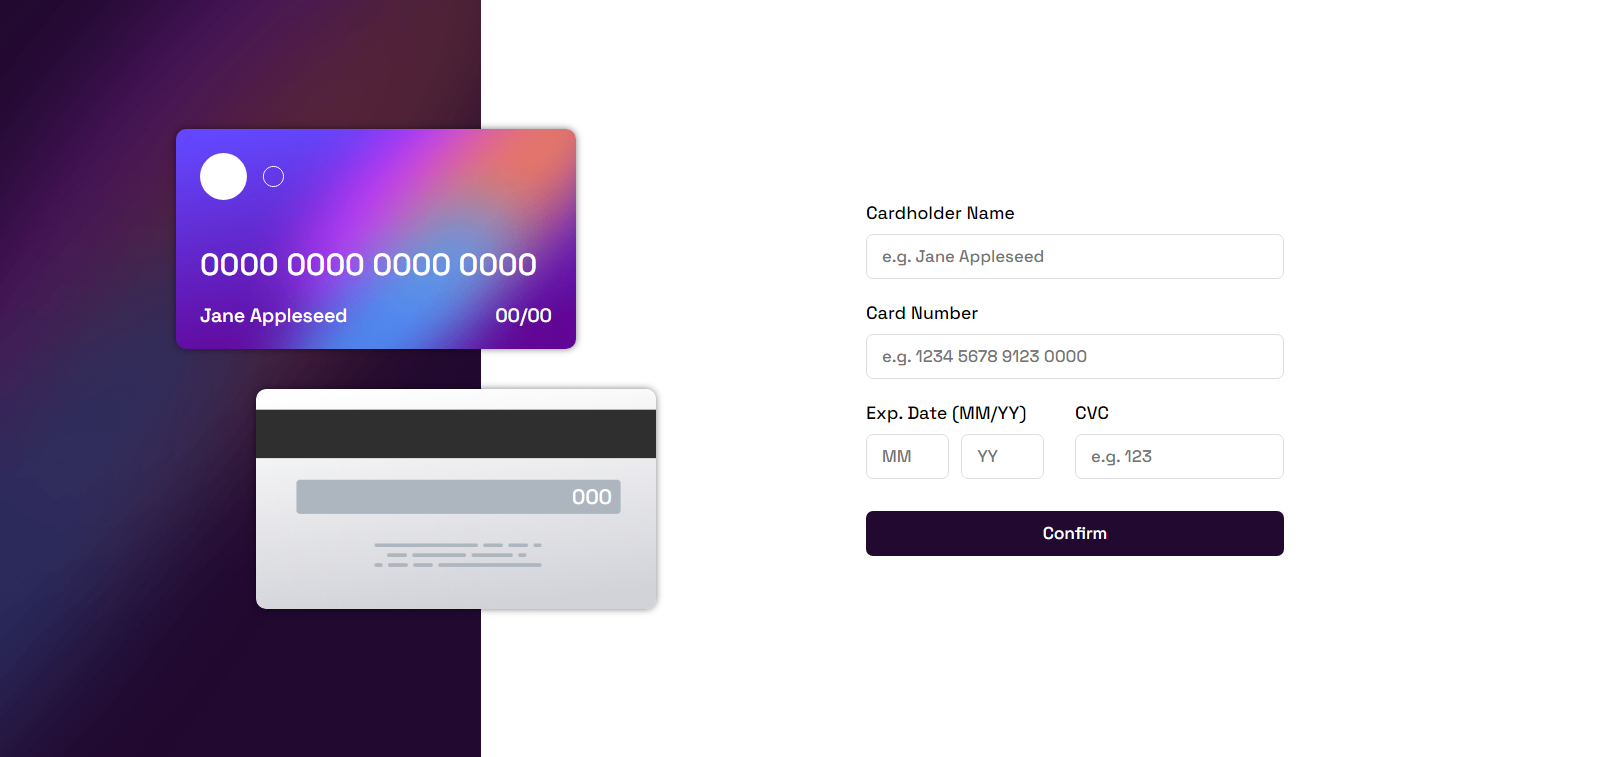 0000 0000 0000 0000
Jane Appleseed 00/00
000
Cardholder Name
e.g. Jane Appleseed
Card Number
e.g. 1234 5678 9123 0000
Exp. Date (MM/YY) CVC
MM YY e.g. 123
Confirm